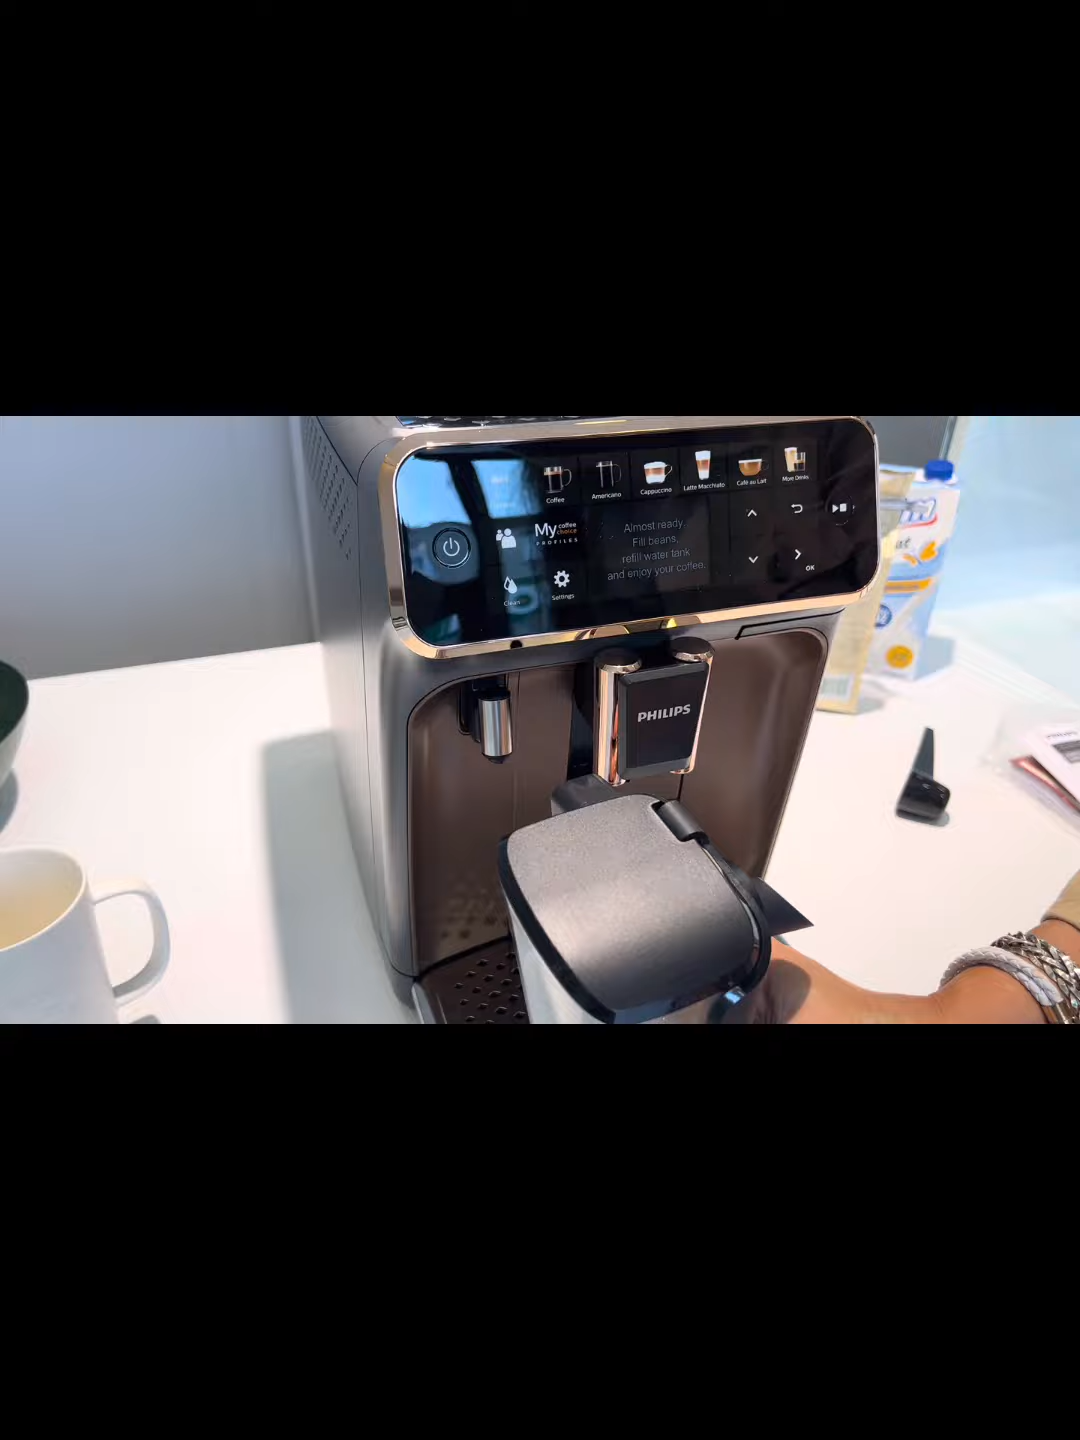 Coffee
Americano
Cappuccino
Latte Macchiato
Café au Lait
More Drinks
My coffee
choice
PROFILES
Almost ready.
Fill beans,
refill water tank
and enjoy your coffee.
Clean
Settings
OK
PHILIPS